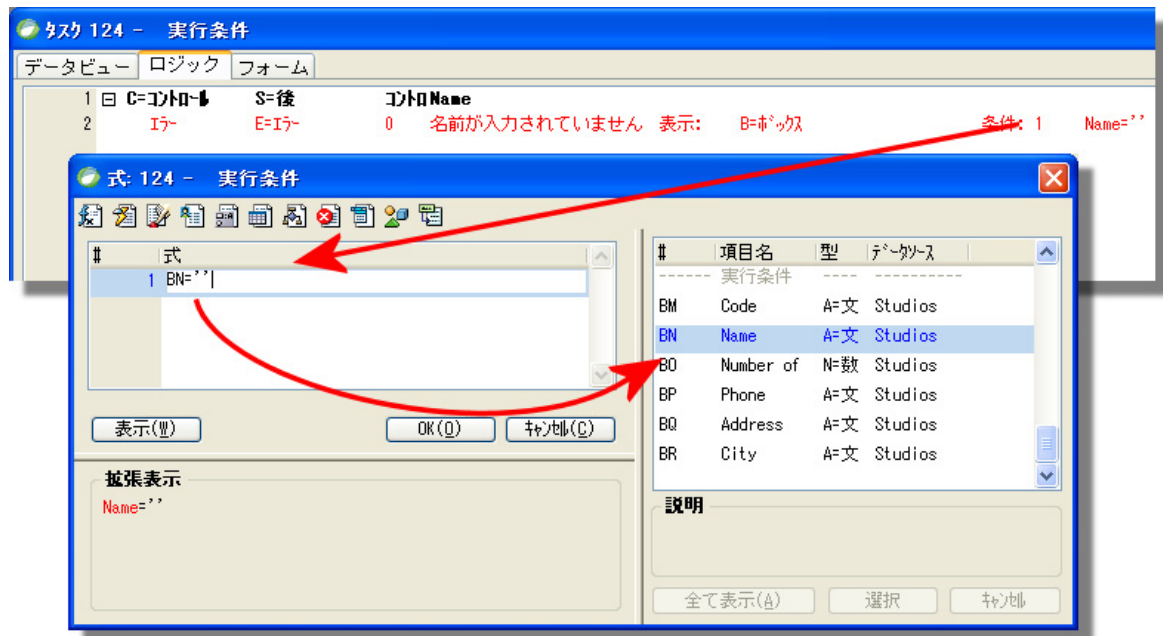 タスク 124 - 実行条件
データビュー ロジック フォーム
1 C=コントロール S=後 コントロ Name
2 エラー E=エラー 0 名前が入力されていません 表示: B=ボックス 条件: 1 Name=''
式: 124 - 実行条件
# 式
1 BN=''
表示(W) OK(O) キャンセル(C)
拡張表示
Name=''
# 項目名 型 データソース
------ 実行条件 ---- ----------
BM Code A=文 Studios
BN Name A=文 Studios
BO Number of N=数 Studios
BP Phone A=文 Studios
BQ Address A=文 Studios
BR City A=文 Studios
説明
全て表示(A) 選択 キャンセル